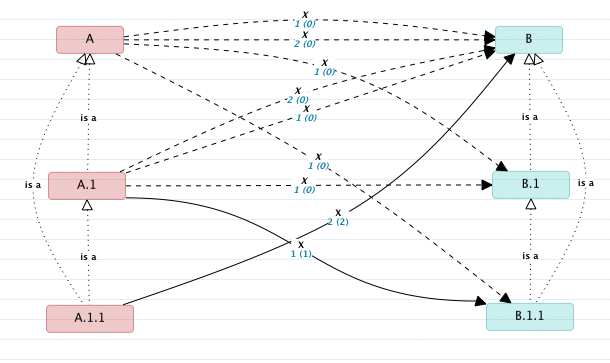 X
1 (0)
A
X
2 (0)
B
X
1 (0)
X
2 (0)
X
1 (0)
is a
is a
X
1 (0)
is a
A.1
X
1 (0)
B.1
is a
X
2 (2)
X
1 (1)
is a
is a
A.1.1
B.1.1